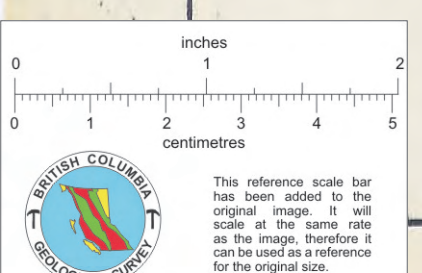 inches
0 1 2
0 1 2 3 4 5
centimetres
BRITISH COLUMBIA
GEOLOGICAL SURVEY
This reference scale bar
has been added to the
original image. It will
scale at the same rate
as the image, therefore it
can be used as a reference
for the original size.